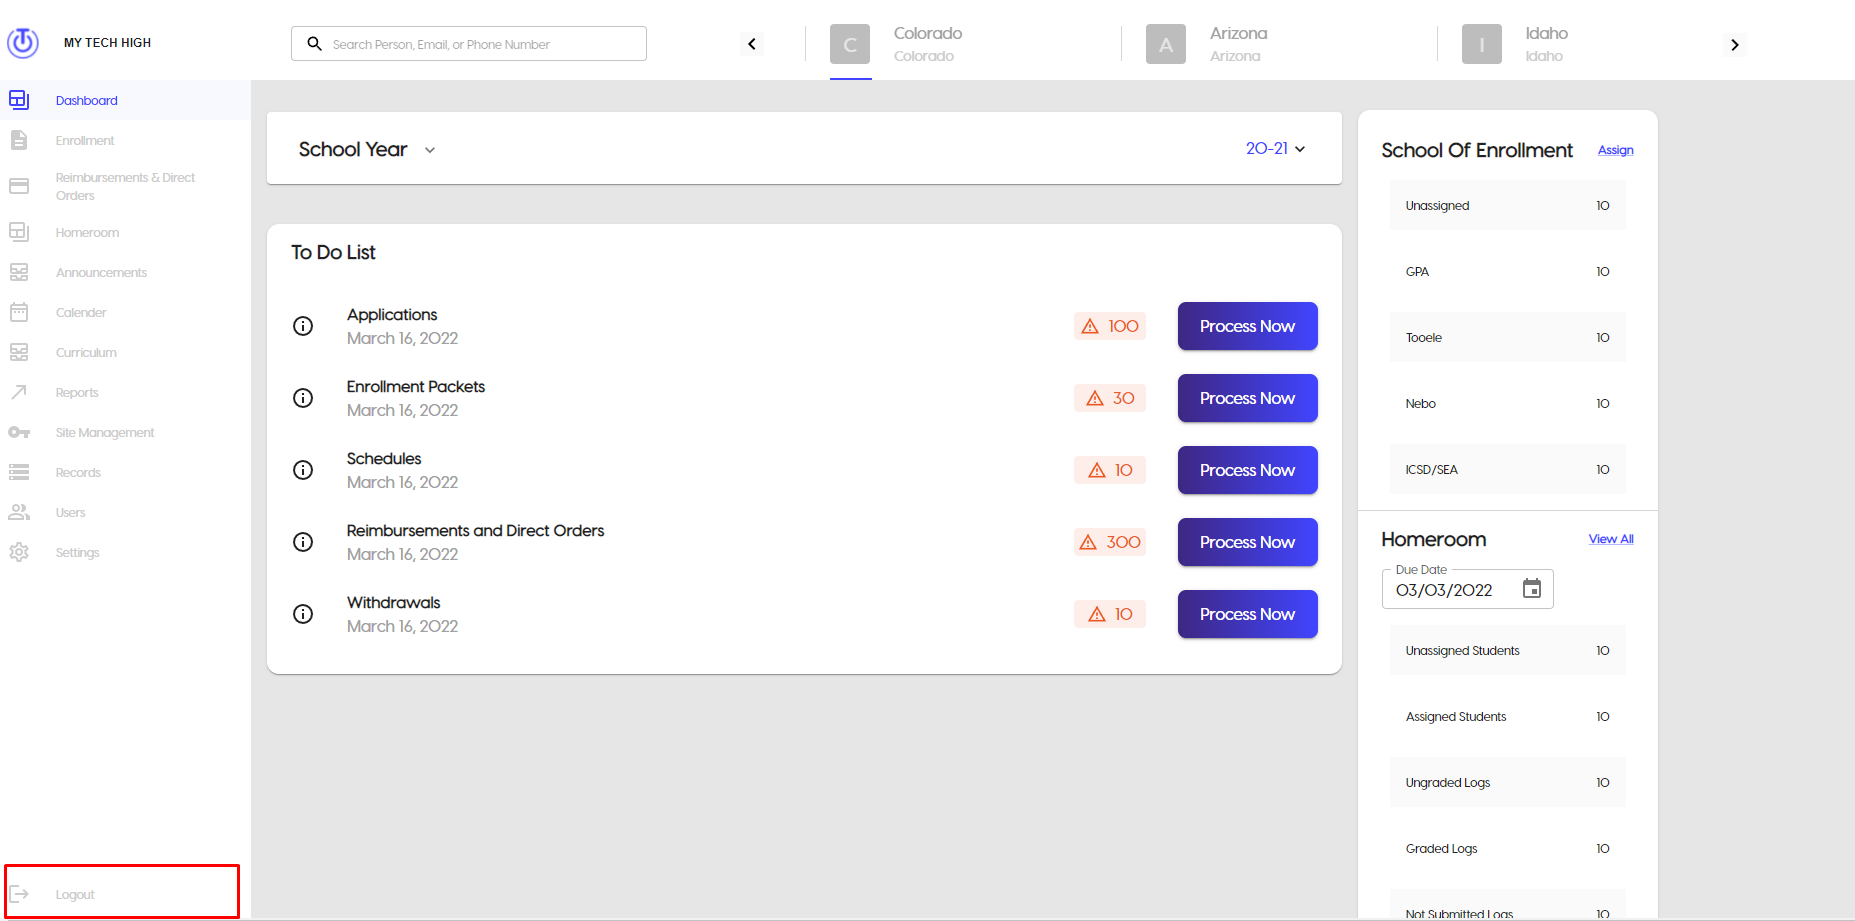 MY TECH HIGH
Search Person, Email, or Phone Number
C
Colorado
Colorado
A
Arizona
Arizona
I
Idaho
Idaho
Dashboard
Enrollment
Reimbursements & Direct
Orders
Homeroom
Announcements
Calender
Curriculum
Reports
Site Management
Records
Users
Settings
Logout
School Year
20-21
To Do List
Applications
March 16, 2022
100
Process Now
Enrollment Packets
March 16, 2022
30
Process Now
Schedules
March 16, 2022
10
Process Now
Reimbursements and Direct Orders
March 16, 2022
300
Process Now
Withdrawals
March 16, 2022
10
Process Now
School Of Enrollment Assign
Unassigned 10
GPA 10
Tooele 10
Nebo 10
ICSD/SEA 10
Homeroom View All
Due Date
03/03/2022
Unassigned Students 10
Assigned Students 10
Ungraded Logs 10
Graded Logs 10
Not Submitted Logs 10